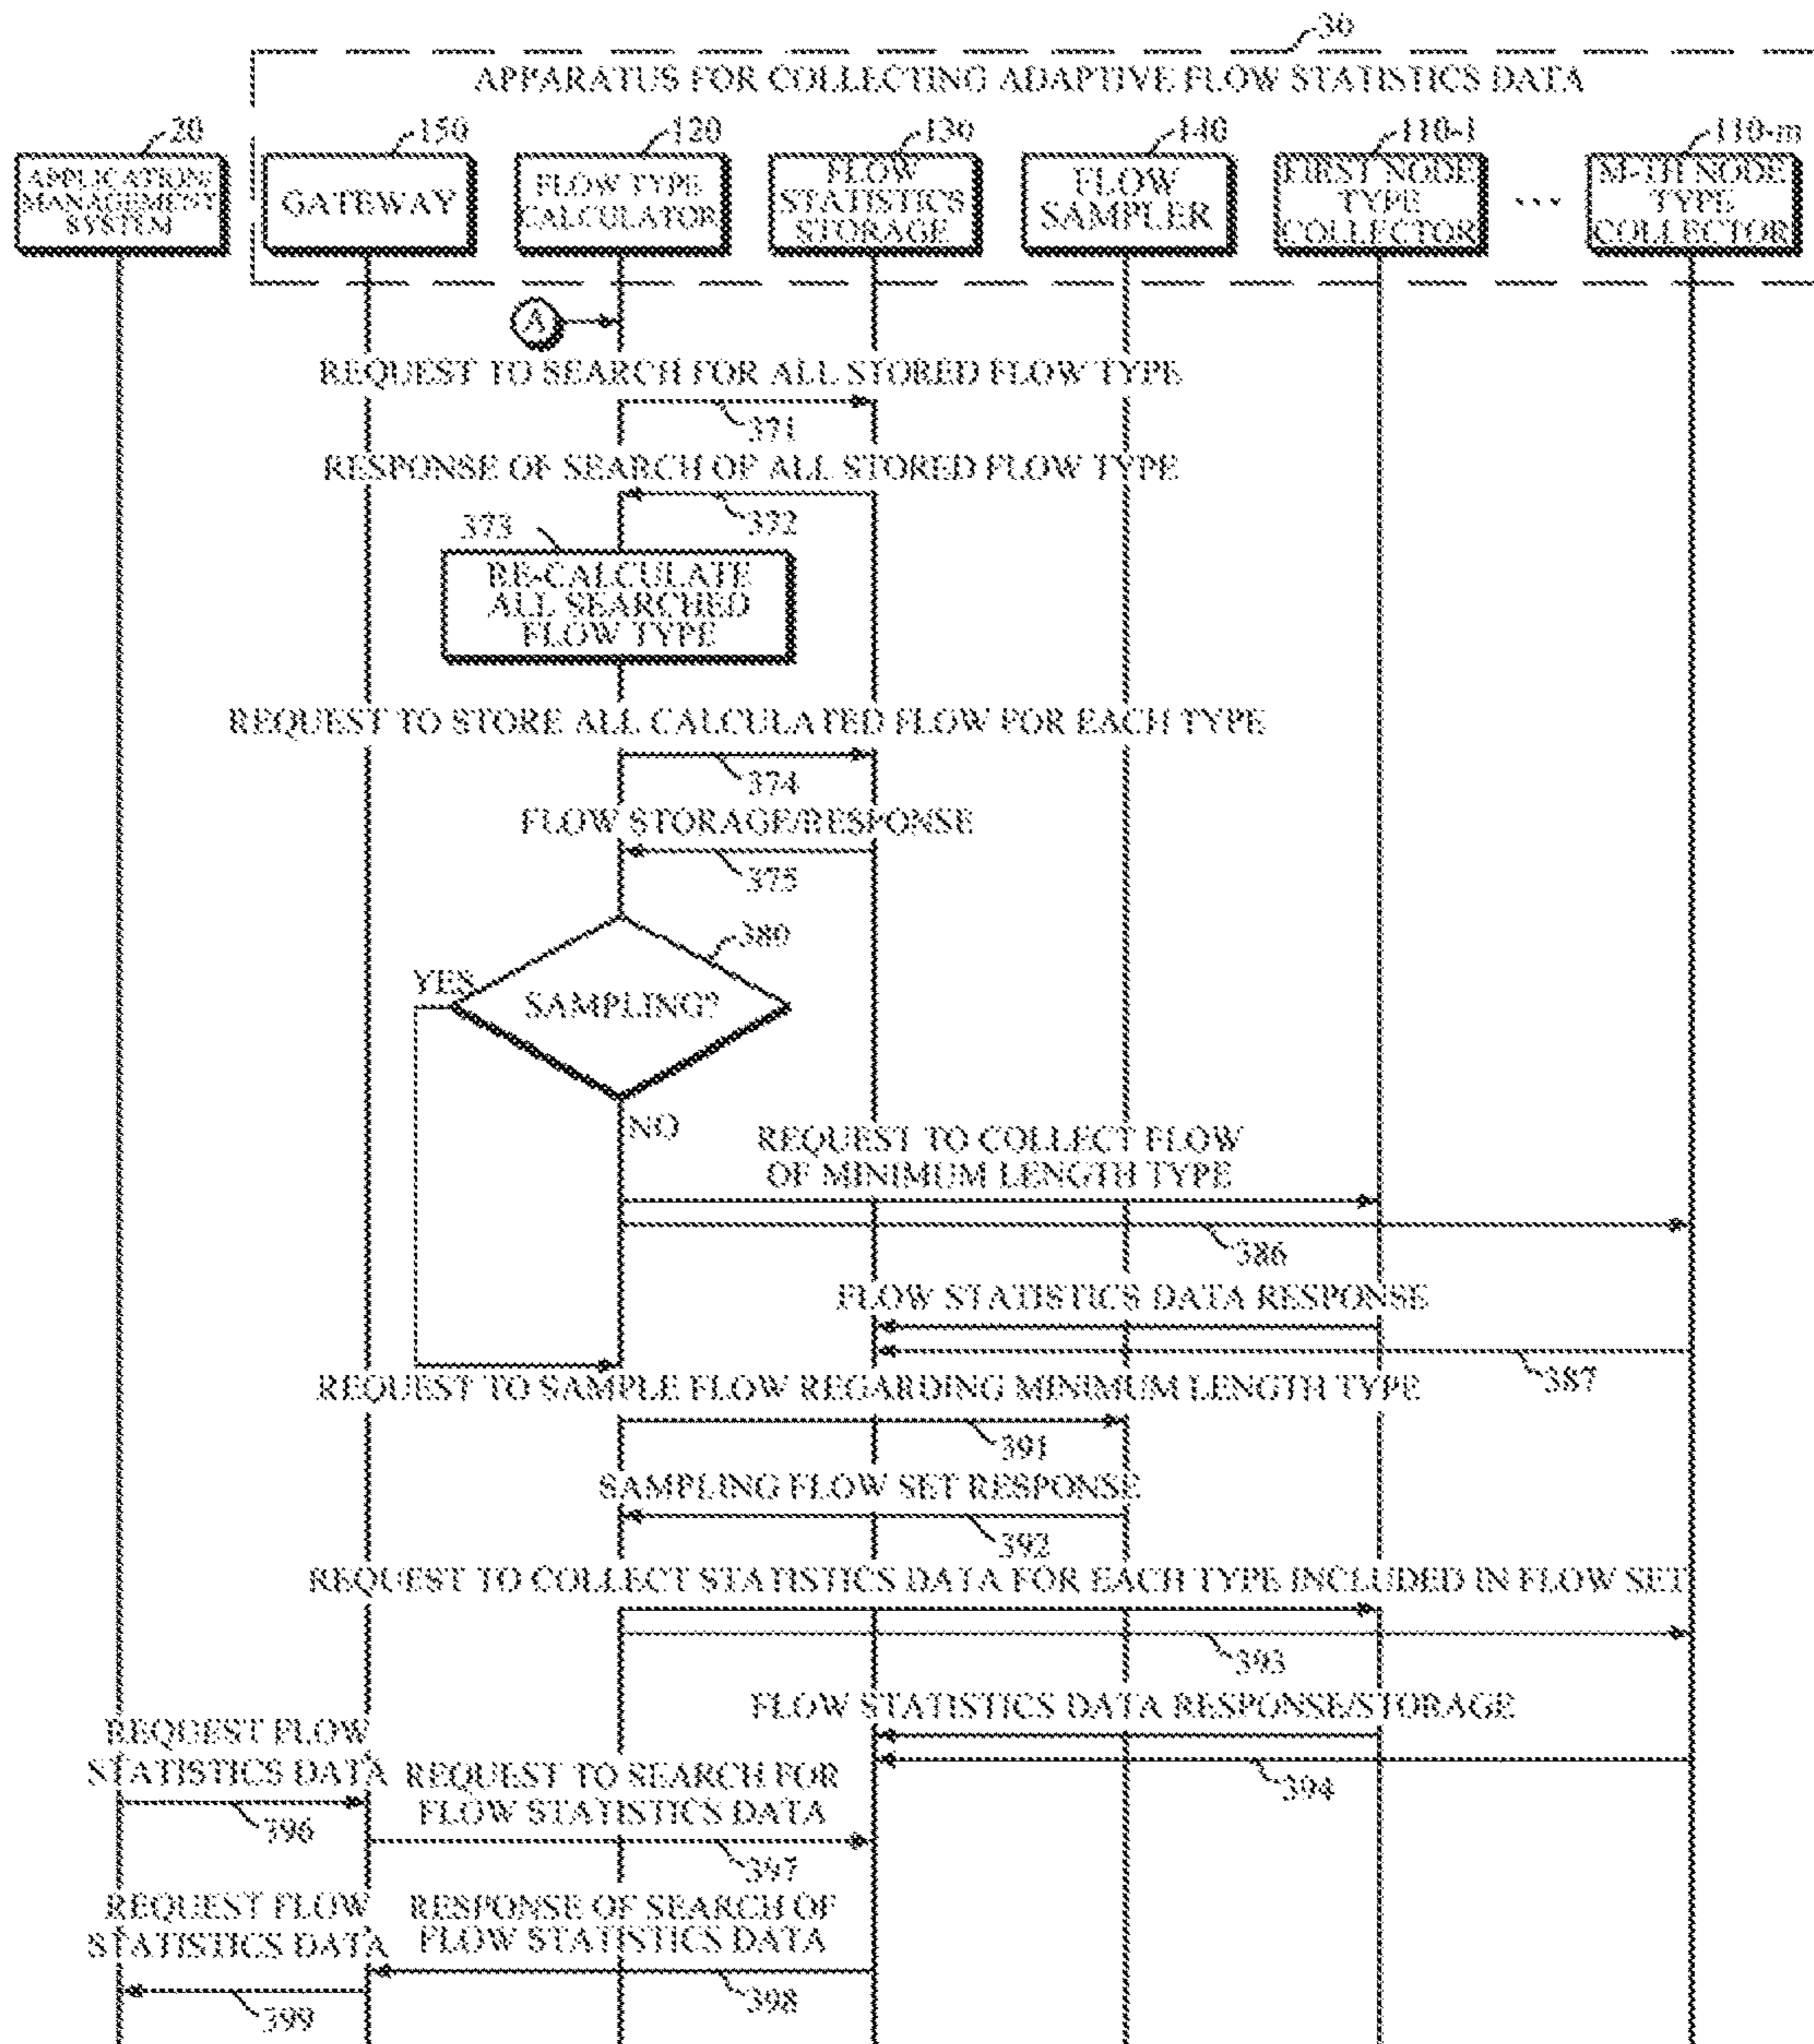 30
APPARATUS FOR COLLECTING ADAPTIVE FLOW STATISTICS DATA
20
150
120
130
140
110-1
110-m
APPLICATION/
MANAGEMENT
SYSTEM
GATEWAY
FLOW TYPE
CALCULATOR
FLOW
STATISTICS
STORAGE
FLOW
SAMPLER
FIRST NODE
TYPE
COLLECTOR
...
M-TH NODE
TYPE
COLLECTOR
A
REQUEST TO SEARCH FOR ALL STORED FLOW TYPE
371
RESPONSE OF SEARCH OF ALL STORED FLOW TYPE
372
373
RE-CALCULATE
ALL SEARCHED
FLOW TYPE
REQUEST TO STORE ALL CALCULATED FLOW FOR EACH TYPE
374
FLOW STORAGE/RESPONSE
375
380
YES
SAMPLING?
NO
REQUEST TO COLLECT FLOW
OF MINIMUM LENGTH TYPE
386
FLOW STATISTICS DATA RESPONSE
387
REQUEST TO SAMPLE FLOW REGARDING MINIMUM LENGTH TYPE
391
SAMPLING FLOW SET RESPONSE
392
REQUEST TO COLLECT STATISTICS DATA FOR EACH TYPE INCLUDED IN FLOW SET
393
FLOW STATISTICS DATA RESPONSE/STORAGE
394
REQUEST FLOW
STATISTICS DATA
396
REQUEST TO SEARCH FOR
FLOW STATISTICS DATA
397
REQUEST FLOW
STATISTICS DATA
399
RESPONSE OF SEARCH OF
FLOW STATISTICS DATA
398